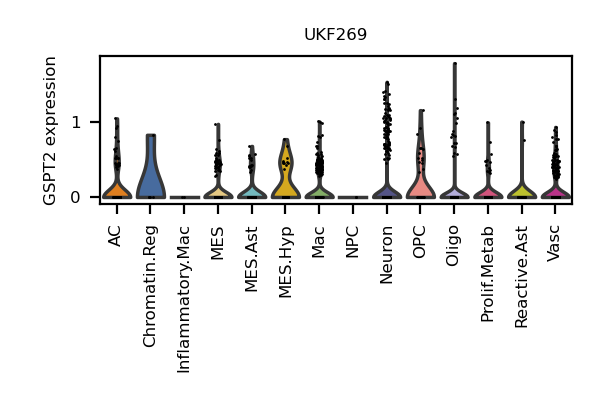 UKF269
GSPT2 expression
1
0
AC
Chromatin.Reg
Inflammatory.Mac
MES
MES.Ast
MES.Hyp
Mac
NPC
Neuron
OPC
Oligo
Prolif.Metab
Reactive.Ast
Vasc